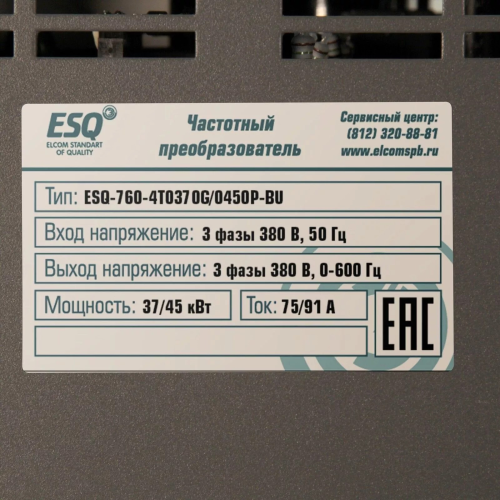 ESQ
ELCOM STANDART
OF QUALITY
Частотный
преобразователь
Сервисный центр:
(812) 320-88-81
www.elcomspb.ru
Тип: ESQ-760-4T0370G/0450P-BU
Вход напряжение: 3 фазы 380 В, 50 Гц
Выход напряжение: 3 фазы 380 В, 0-600 Гц
Мощность: 37/45 кВт
Ток: 75/91 А
EAC